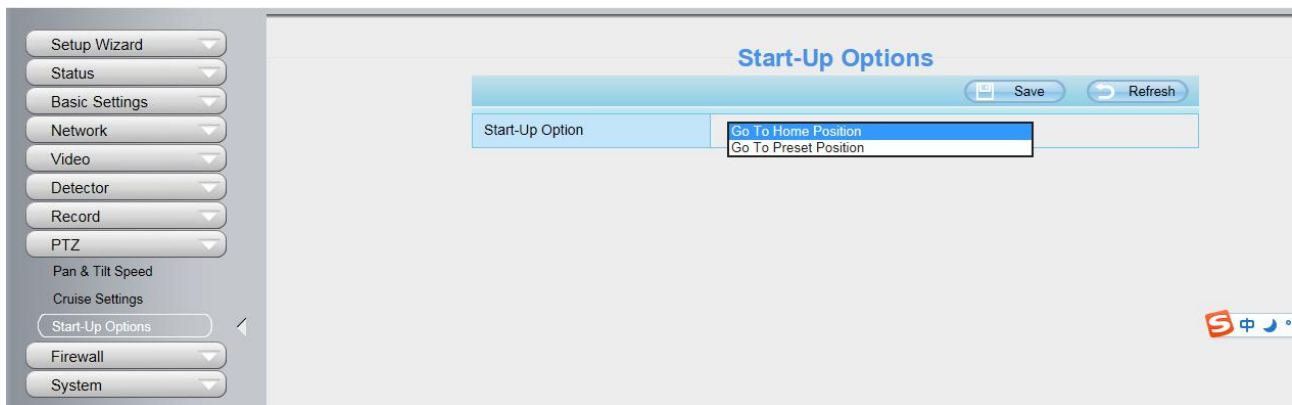 Setup Wizard
Status
Basic Settings
Network
Video
Detector
Record
PTZ
Pan & Tilt Speed
Cruise Settings
Start-Up Options
Firewall
System
Start-Up Options
Save
Refresh
Start-Up Option
Go To Home Position
Go To Preset Position
S 中